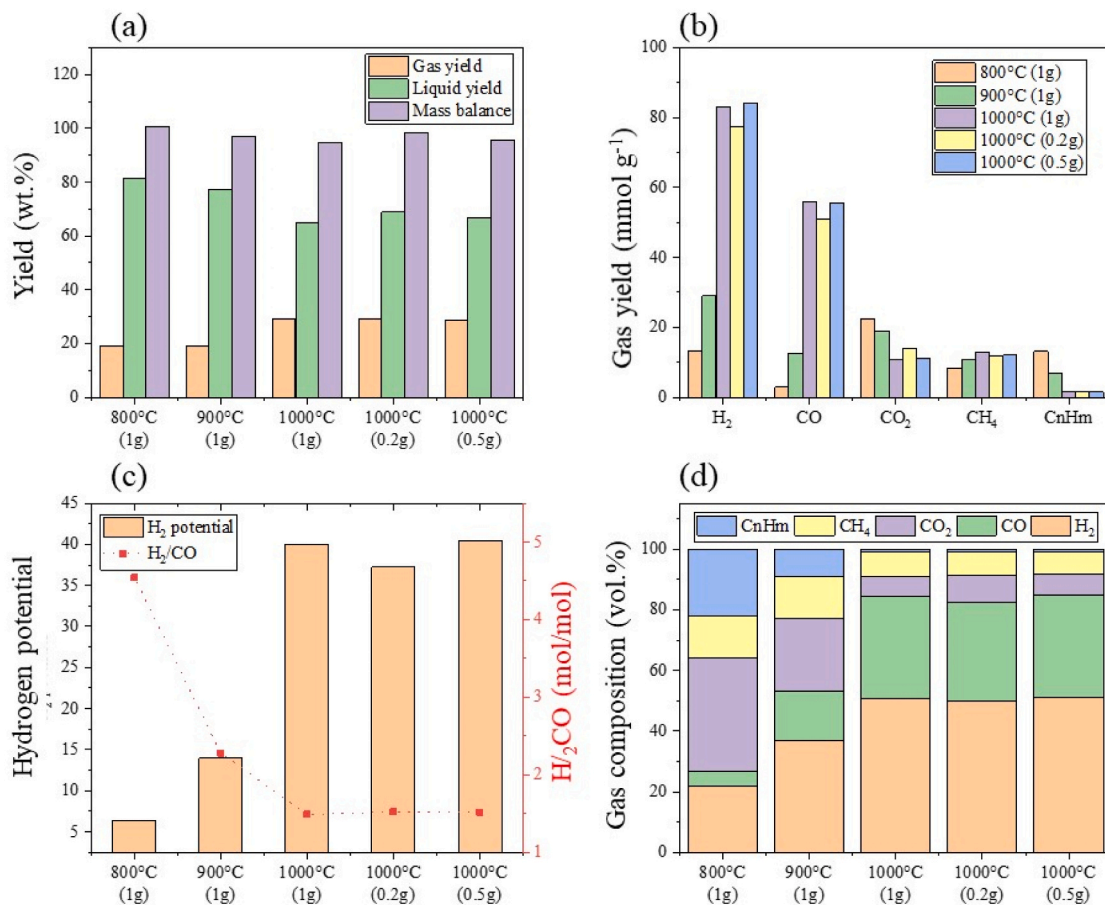 (a)
Yield (wt.%)
120
100
80
60
40
20
0
Gas yield
Liquid yield
Mass balance
800°C (1g)
900°C (1g)
1000°C (1g)
1000°C (0.2g)
1000°C (0.5g)
(b)
Gas yield (mmol g⁻¹)
100
80
60
40
20
0
800°C (1g)
900°C (1g)
1000°C (1g)
1000°C (0.2g)
1000°C (0.5g)
H₂ CO CO₂ CH₄ CnHm
(c)
Hydrogen potential
45
40
35
30
25
20
15
10
5
H₂ potential
H₂/CO
H/₂CO (mol/mol)
5
4
3
2
1
800°C (1g)
900°C (1g)
1000°C (1g)
1000°C (0.2g)
1000°C (0.5g)
(d)
Gas composition (vol.%)
100
80
60
40
20
0
CnHm CH₄ CO₂ CO H₂
800°C (1g)
900°C (1g)
1000°C (1g)
1000°C (0.2g)
1000°C (0.5g)